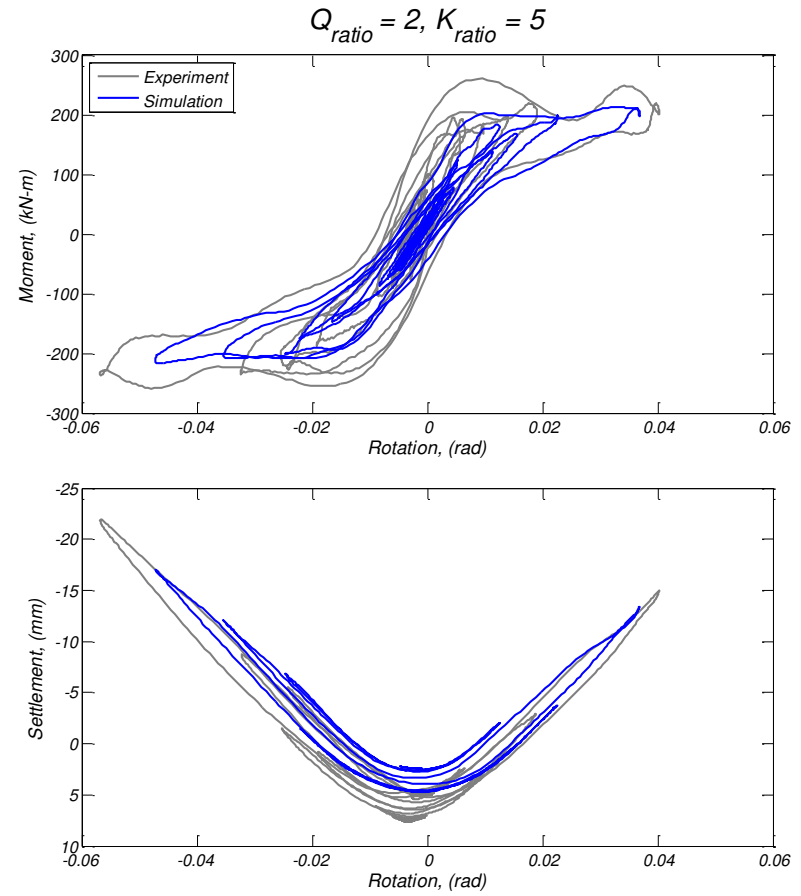 Q_ratio = 2, K_ratio = 5
300
Experiment
Simulation
200
100
0
-100
-200
-300
Moment, (kN-m)
-0.06 -0.04 -0.02 0 0.02 0.04 0.06
Rotation, (rad)
-25
-20
-15
-10
-5
0
5
10
Settlement, (mm)
-0.06 -0.04 -0.02 0 0.02 0.04 0.06
Rotation, (rad)